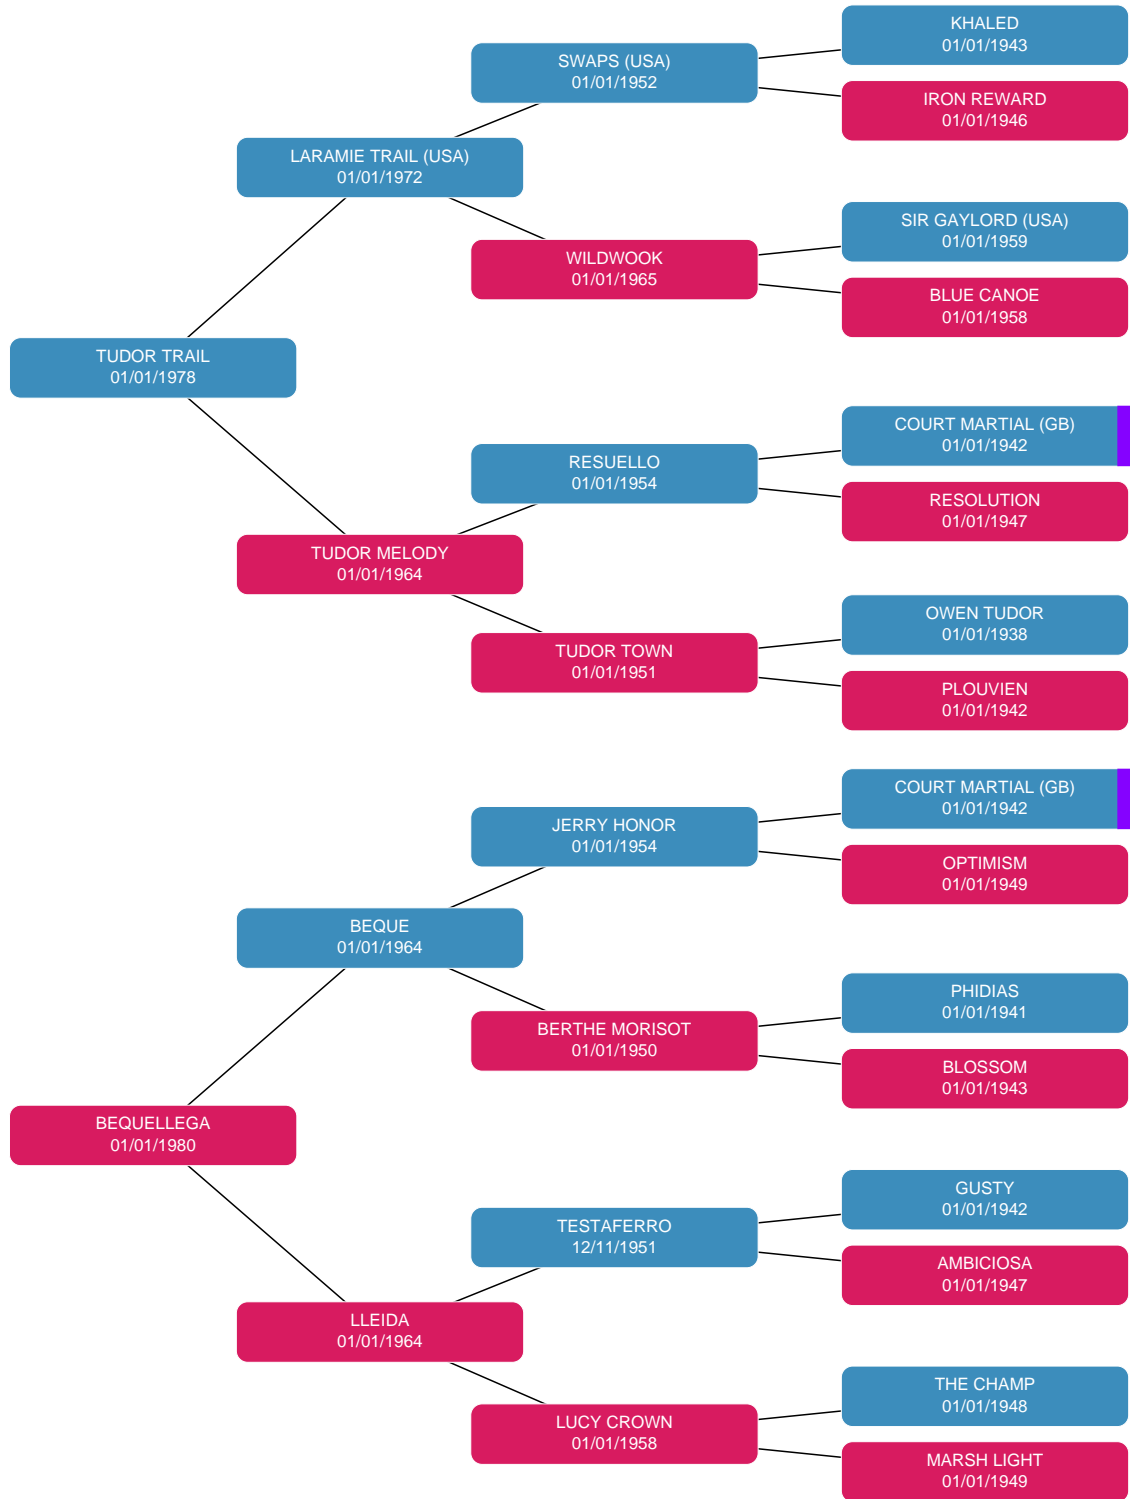 KHALED
01/01/1943
SWAPS (USA)
01/01/1952
IRON REWARD
01/01/1946
LARAMIE TRAIL (USA)
01/01/1972
SIR GAYLORD (USA)
01/01/1959
WILDWOOK
01/01/1965
BLUE CANOE
01/01/1958
TUDOR TRAIL
01/01/1978
COURT MARTIAL (GB)
01/01/1942
RESUELLO
01/01/1954
RESOLUTION
01/01/1947
TUDOR MELODY
01/01/1964
OWEN TUDOR
01/01/1938
TUDOR TOWN
01/01/1951
PLOUVIEN
01/01/1942
COURT MARTIAL (GB)
01/01/1942
JERRY HONOR
01/01/1954
OPTIMISM
01/01/1949
BEQUE
01/01/1964
PHIDIAS
01/01/1941
BERTHE MORISOT
01/01/1950
BLOSSOM
01/01/1943
BEQUELLEGA
01/01/1980
GUSTY
01/01/1942
TESTAFERRO
12/11/1951
AMBICIOSA
01/01/1947
LLEIDA
01/01/1964
THE CHAMP
01/01/1948
LUCY CROWN
01/01/1958
MARSH LIGHT
01/01/1949